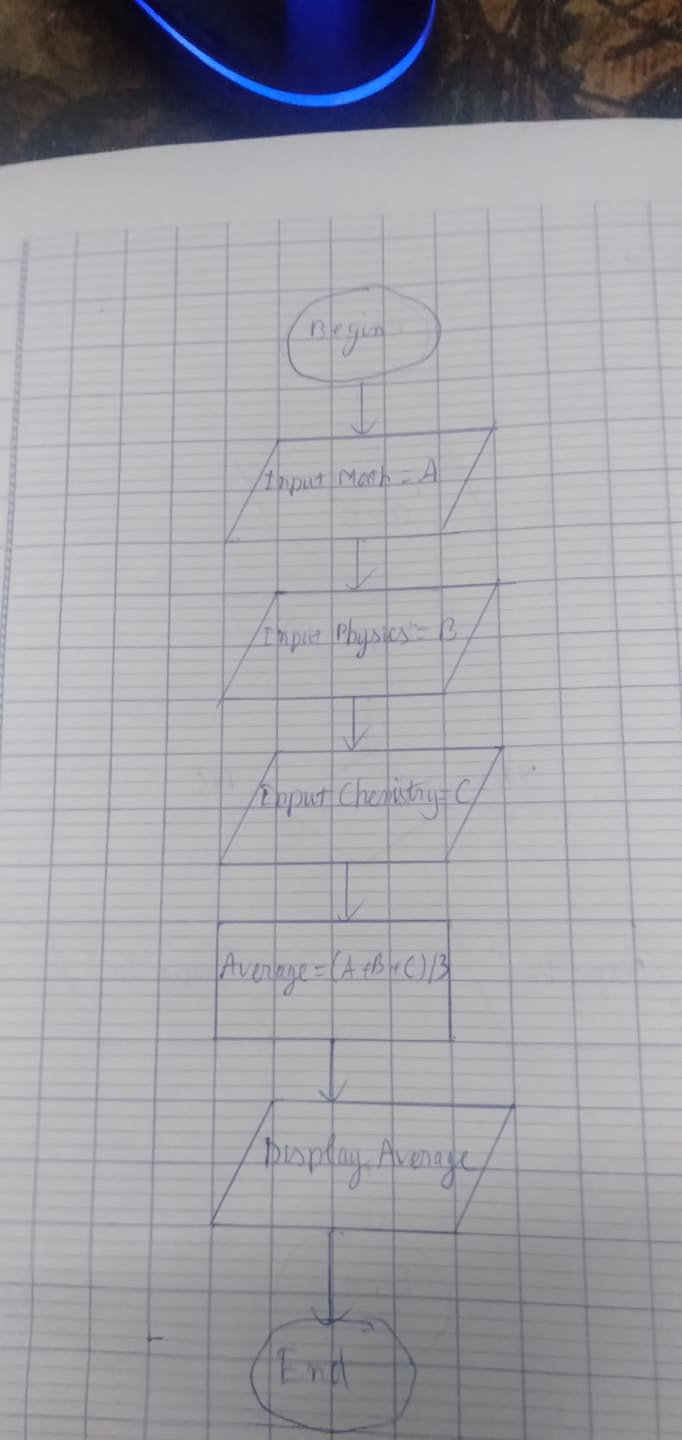 Begin
Input Math = A
Input Physics = B
Input Chemistry = C
Average = (A+B+C)/3
Display Average
End